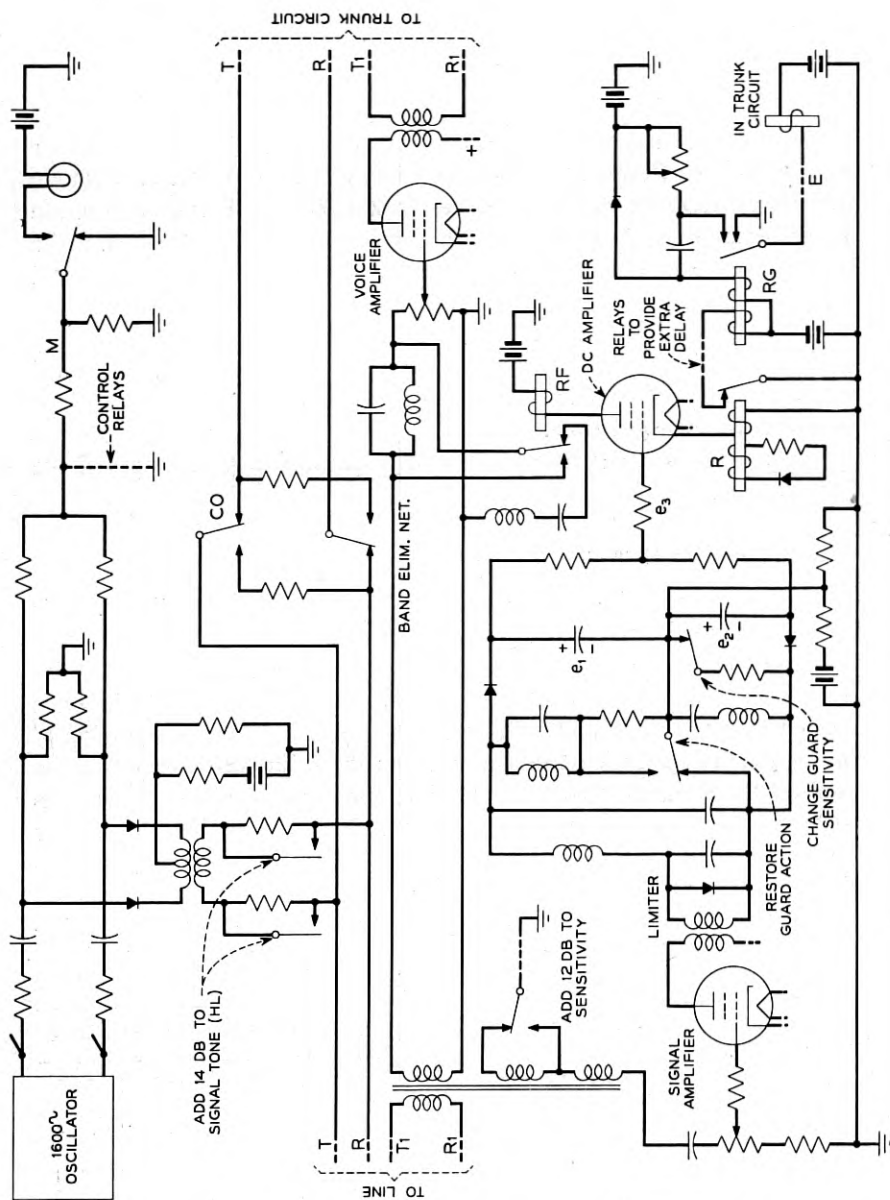 1600~
OSCILLATOR
ADD 14 DB TO
SIGNAL TONE (HL)
M
CONTROL
RELAYS
TO TRUNK CIRCUIT
T
R
T1
R1
CO
BAND ELIM. NET.
VOICE
AMPLIFIER
+
TO LINE
T
R
T1
R1
ADD 12 DB TO
SENSITIVITY
SIGNAL
AMPLIFIER
LIMITER
RESTORE
GUARD ACTION
CHANGE GUARD
SENSITIVITY
e1
+
-
e2
+
-
e3
RF
DC AMPLIFIER
R
RELAYS
TO
PROVIDE
EXTRA
DELAY
RG
E
IN TRUNK
CIRCUIT